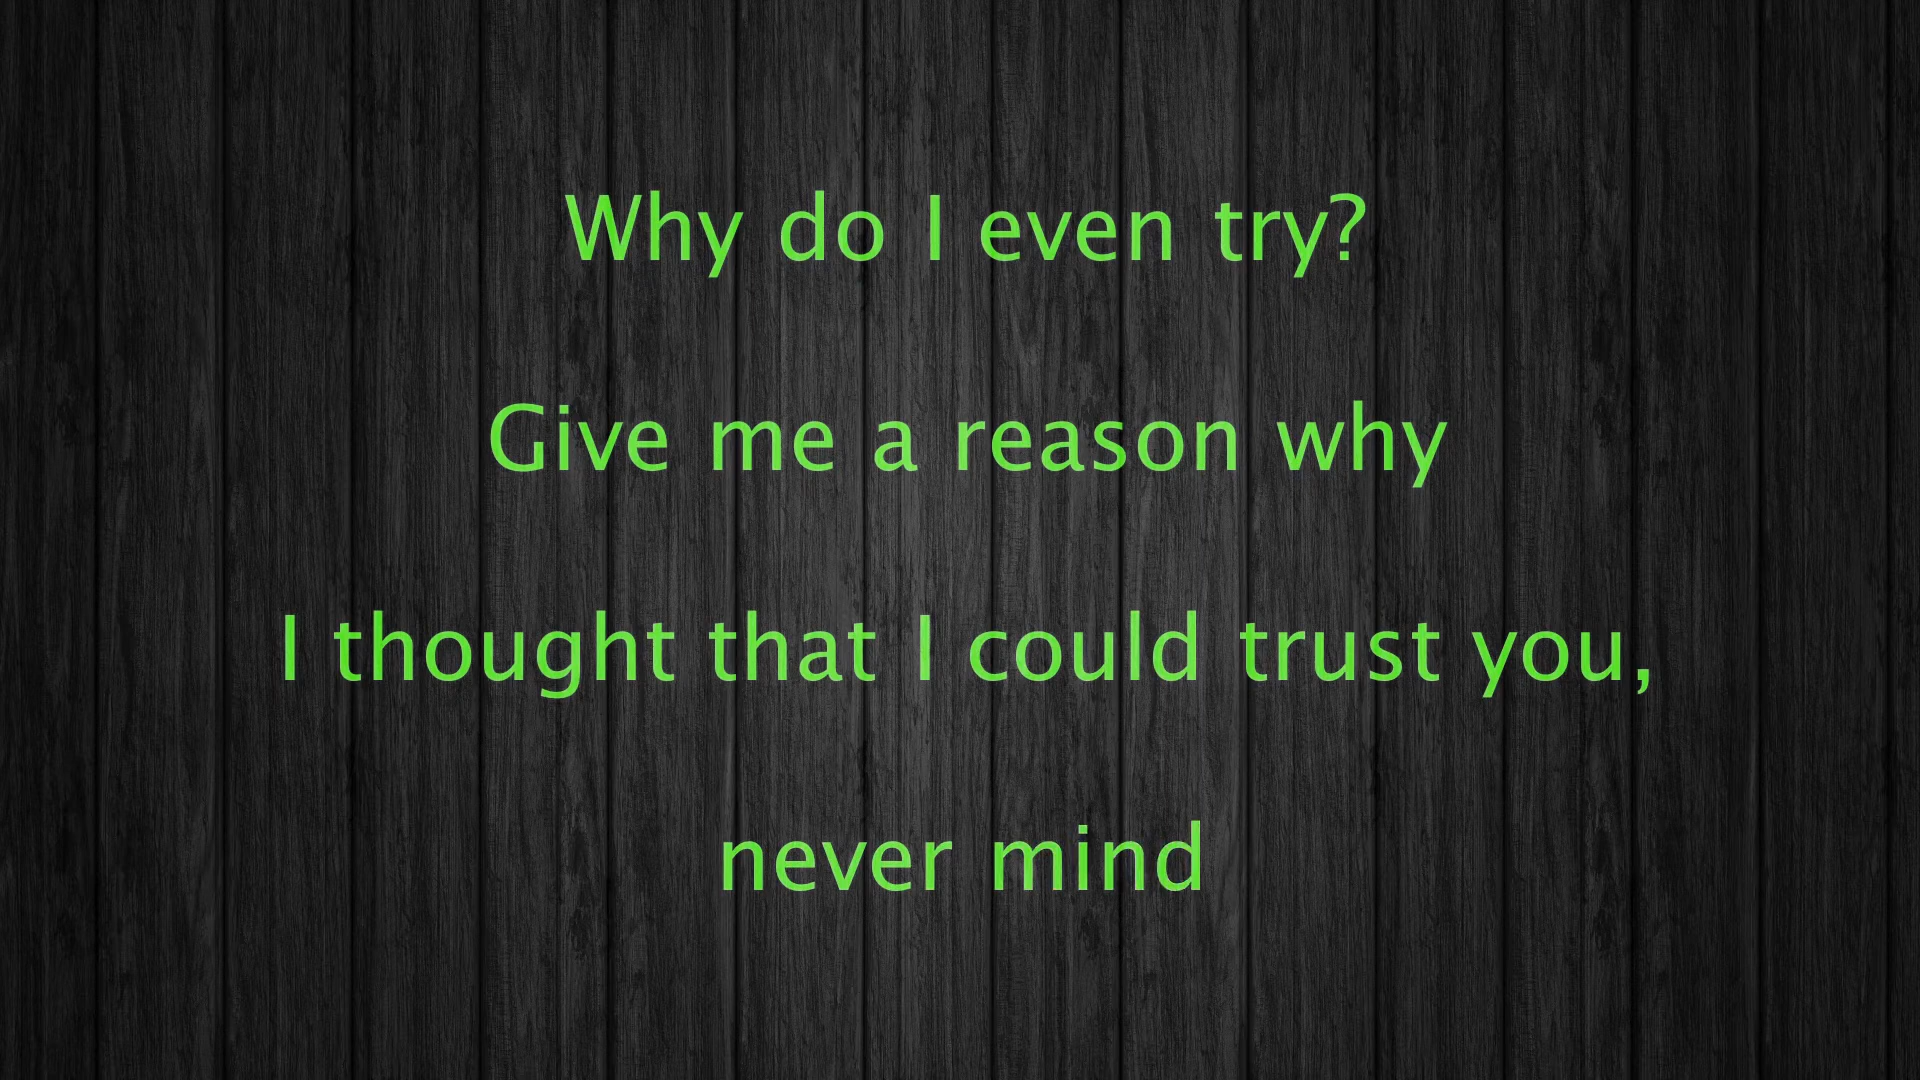 Why do I even try?
Give me a reason why
I thought that I could trust you,
never mind